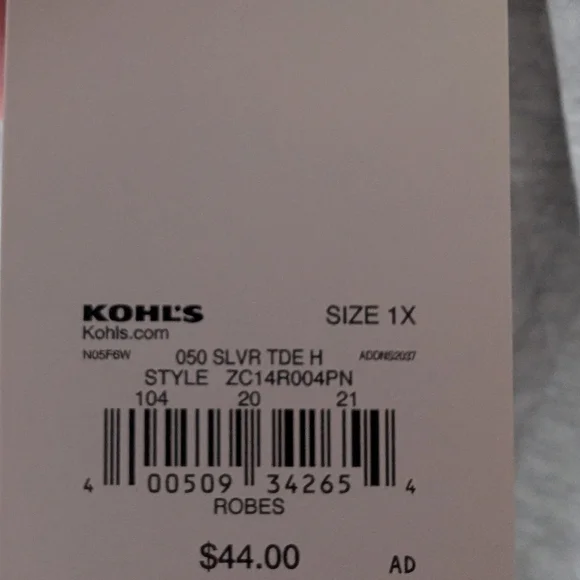 KOHL'S SIZE 1X
Kohls.com
N05F6W 050 SLVR TDE H ADDNS2037
STYLE ZC14R004PN
104 20 21
4 00509 34265 4
ROBES
$44.00 AD